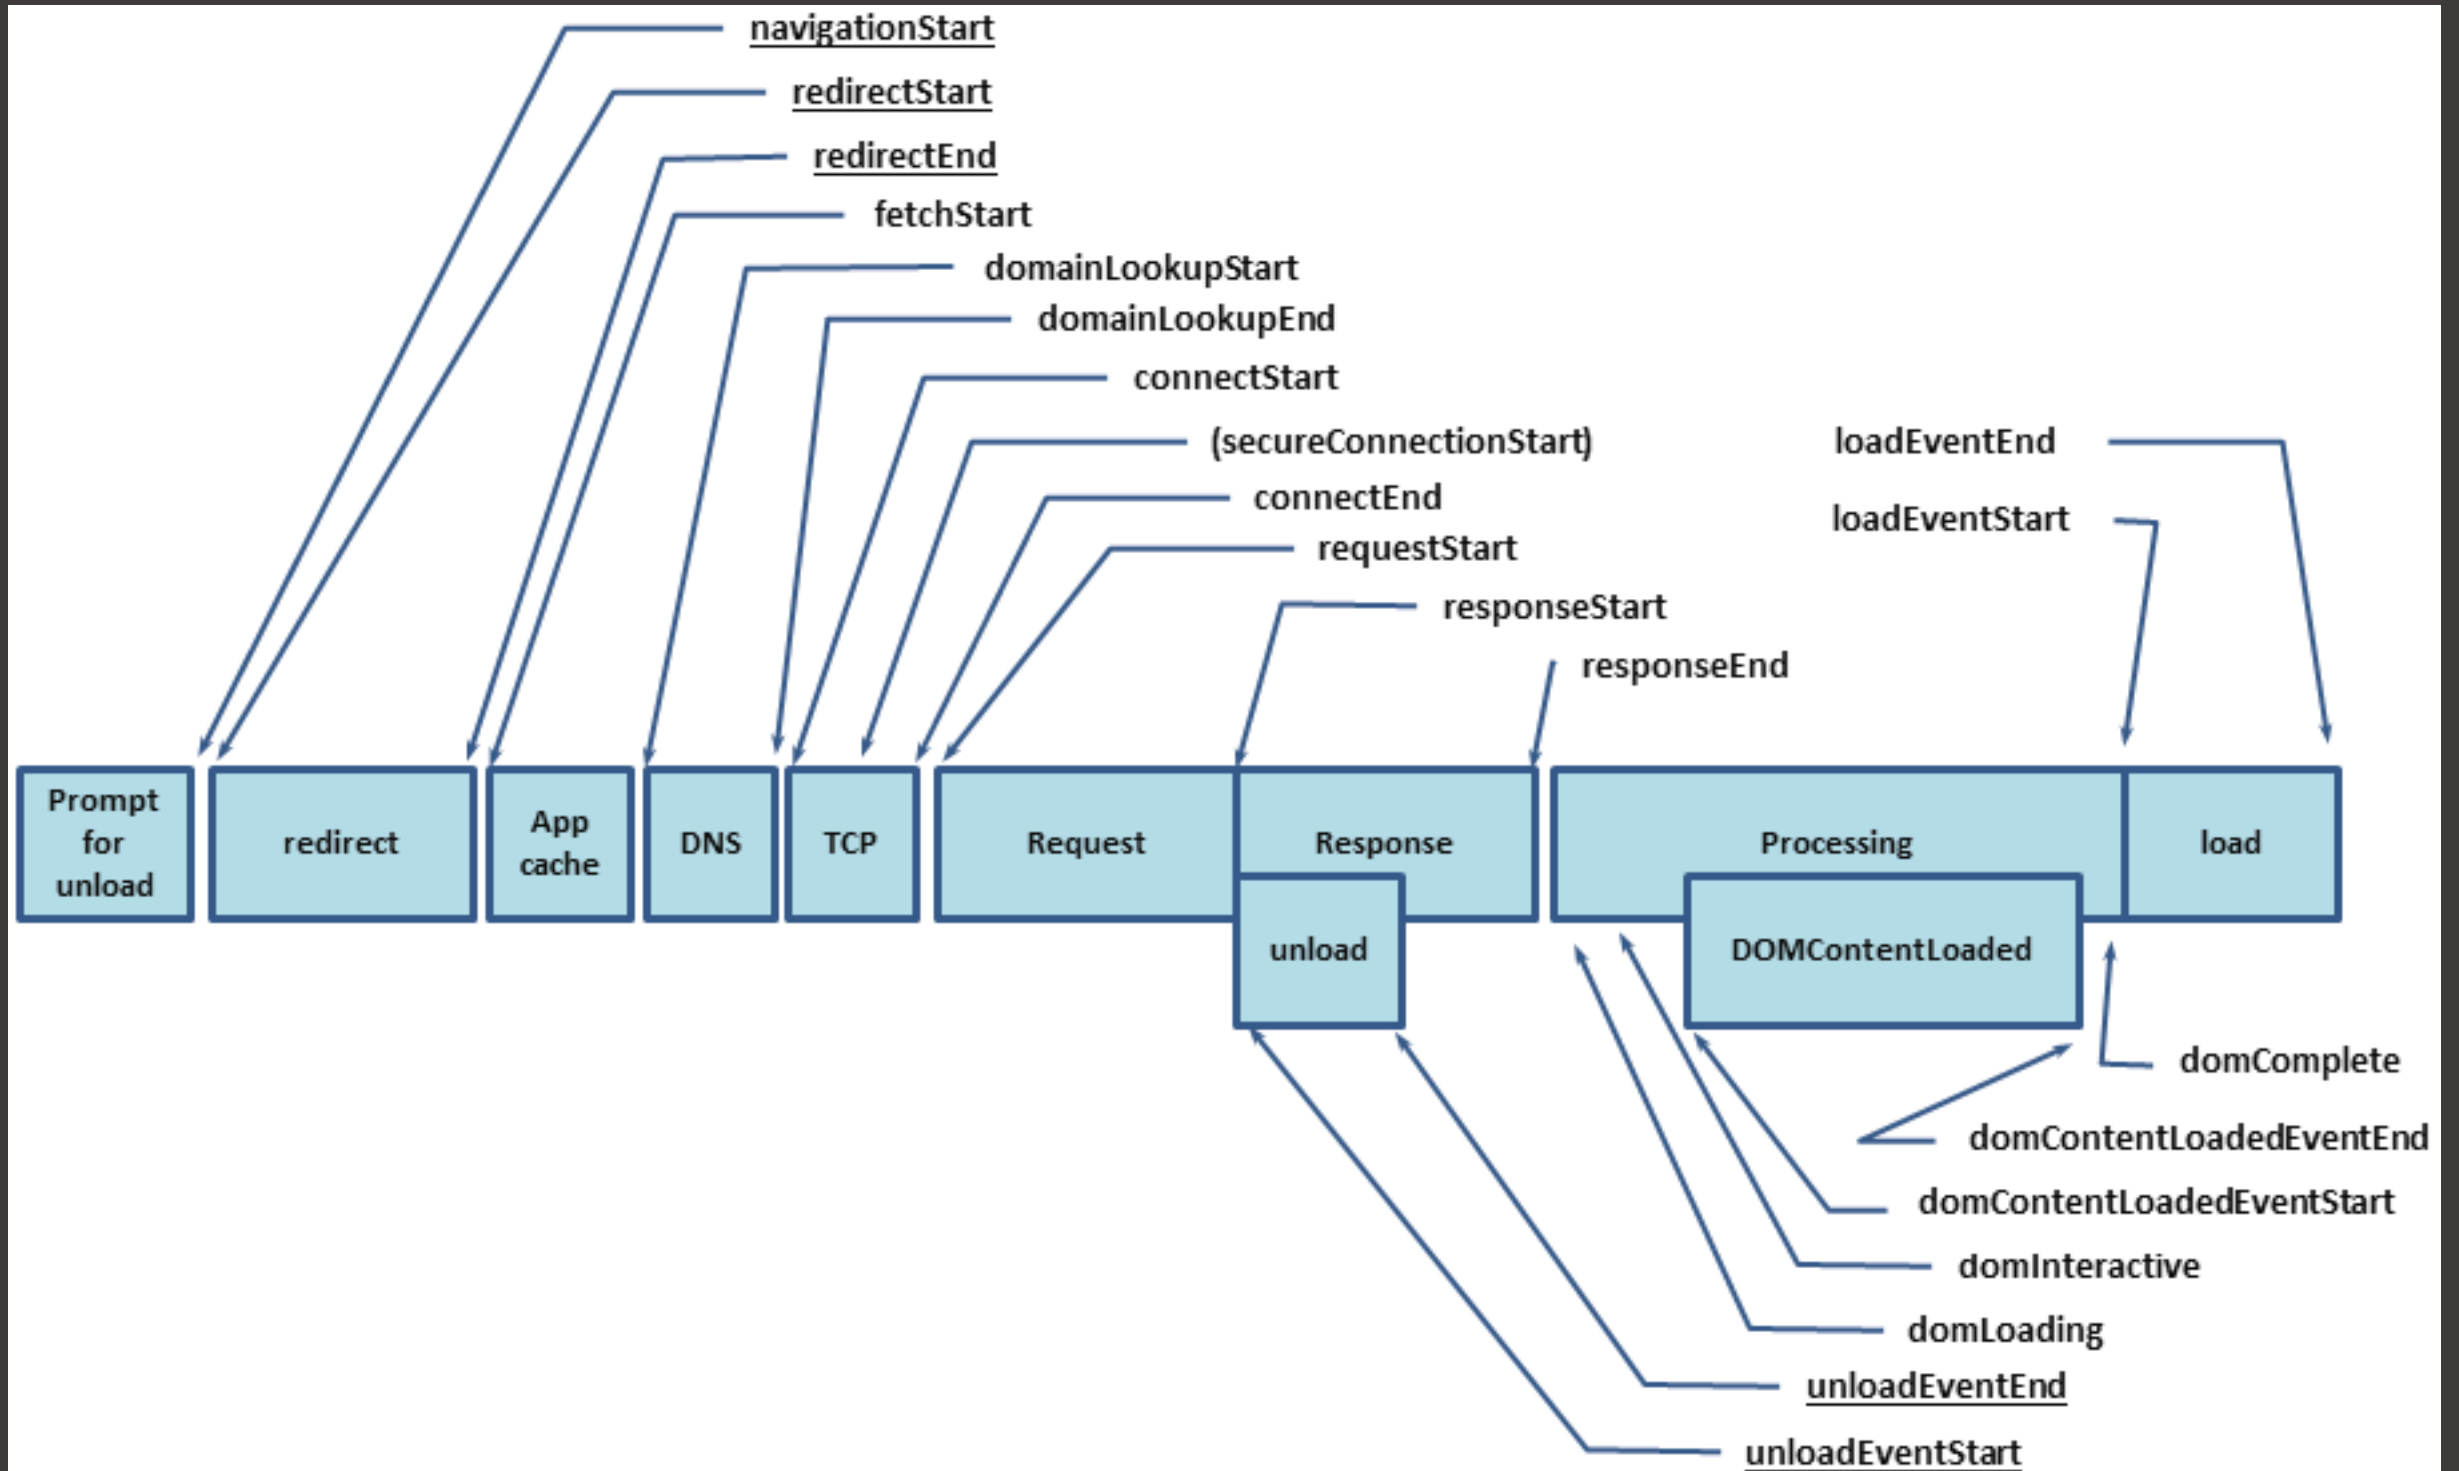 navigationStart
redirectStart
redirectEnd
fetchStart
domainLookupStart
domainLookupEnd
connectStart
(secureConnectionStart)
loadEventEnd
connectEnd
loadEventStart
requestStart
responseStart
responseEnd
Prompt
for
unload
redirect
App
cache
DNS
TCP
Request
Response
Processing
load
unload
DOMContentLoaded
domComplete
domContentLoadedEventEnd
domContentLoadedEventStart
domInteractive
domLoading
unloadEventEnd
unloadEventStart